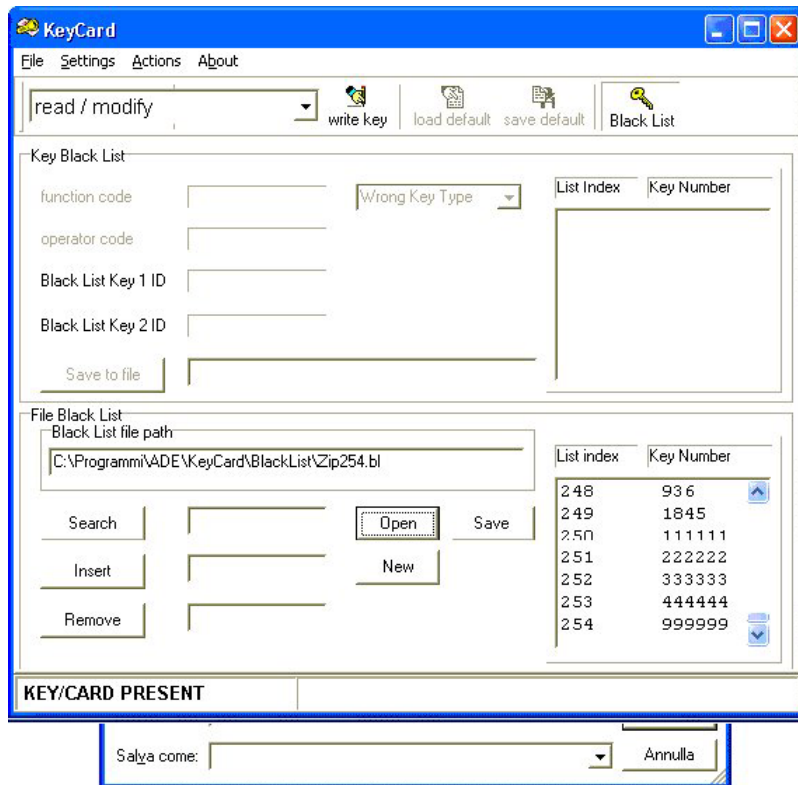 KeyCard
File Settings Actions About
read / modify
write key load default save default Black List
Key Black List
function code Wrong Key Type List Index Key Number
operator code
Black List Key 1 ID
Black List Key 2 ID
Save to file
File Black List
Black List file path
C:\Programmi\ADE\KeyCard\BlackList\Zip254.bl List index Key Number
248 936
Search Open Save 249 1845
250 111111
Insert New 251 222222
252 333333
253 444444
Remove 254 999999
KEY/CARD PRESENT
Salva come: Annulla